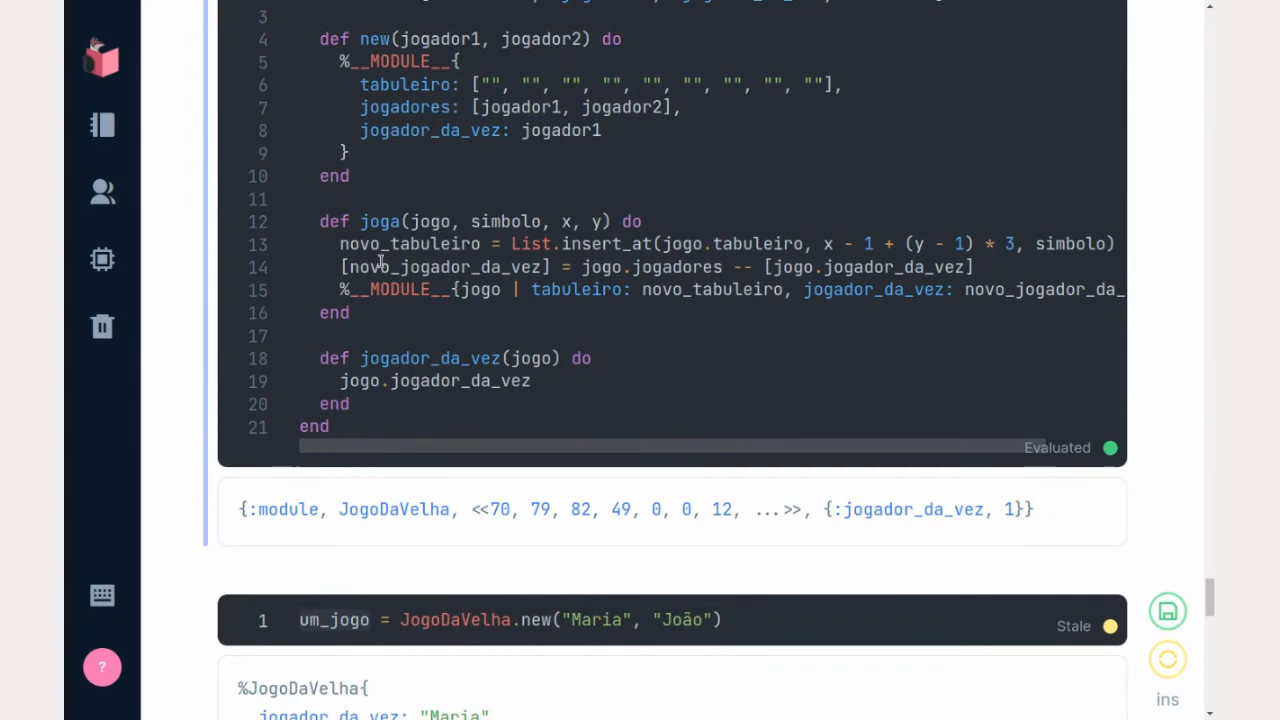 3
4 def new(jogador1, jogador2) do
5 %__MODULE__{
6 tabuleiro: ["", "", "", "", "", "", "", "", ""],
7 jogadores: [jogador1, jogador2],
8 jogador_da_vez: jogador1
9 }
10 end
11
12 def joga(jogo, simbolo, x, y) do
13 novo_tabuleiro = List.insert_at(jogo.tabuleiro, x - 1 + (y - 1) * 3, simbolo)
14 [novo_jogador_da_vez] = jogo.jogadores -- [jogo.jogador_da_vez]
15 %__MODULE__{jogo | tabuleiro: novo_tabuleiro, jogador_da_vez: novo_jogador_da_
16 end
17
18 def jogador_da_vez(jogo) do
19 jogo.jogador_da_vez
20 end
21 end
Evaluated
{:module, JogoDaVelha, <<70, 79, 82, 49, 0, 0, 12, ...>>, {:jogador_da_vez, 1}}
1 um_jogo = JogoDaVelha.new("Maria", "João")
Stale
%JogoDaVelha{
jogador_da_vez: "Maria"
?
ins